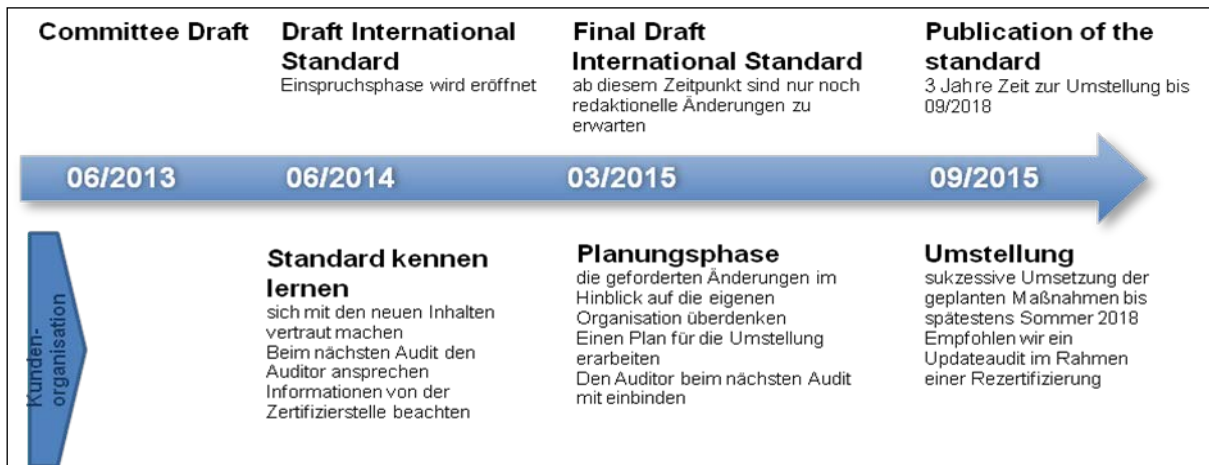 Committee Draft
Draft International
Standard
Einspruchsphase wird eröffnet
Final Draft
International Standard
ab diesem Zeitpunkt sind nur noch
redaktionelle Änderungen zu
erwarten
Publication of the
standard
3 Jahre Zeit zur Umstellung bis
09/2018
06/2013
06/2014
03/2015
09/2015
Kunden-
organisation
Standard kennen
lernen
sich mit den neuen Inhalten
vertraut machen
Beim nächsten Audit den
Auditor ansprechen
Informationen von der
Zertifizierstelle beachten
Planungsphase
die geforderten Änderungen im
Hinblick auf die eigenen
Organisation überdenken
Einen Plan für die Umstellung
erarbeiten
Den Auditor beim nächsten Audit
mit einbinden
Umstellung
sukzessive Umsetzung der
geplanten Maßnahmen bis
spätestens Sommer 2018
Empfohlen wir ein
Updateaudit im Rahmen
einer Rezertifizierung